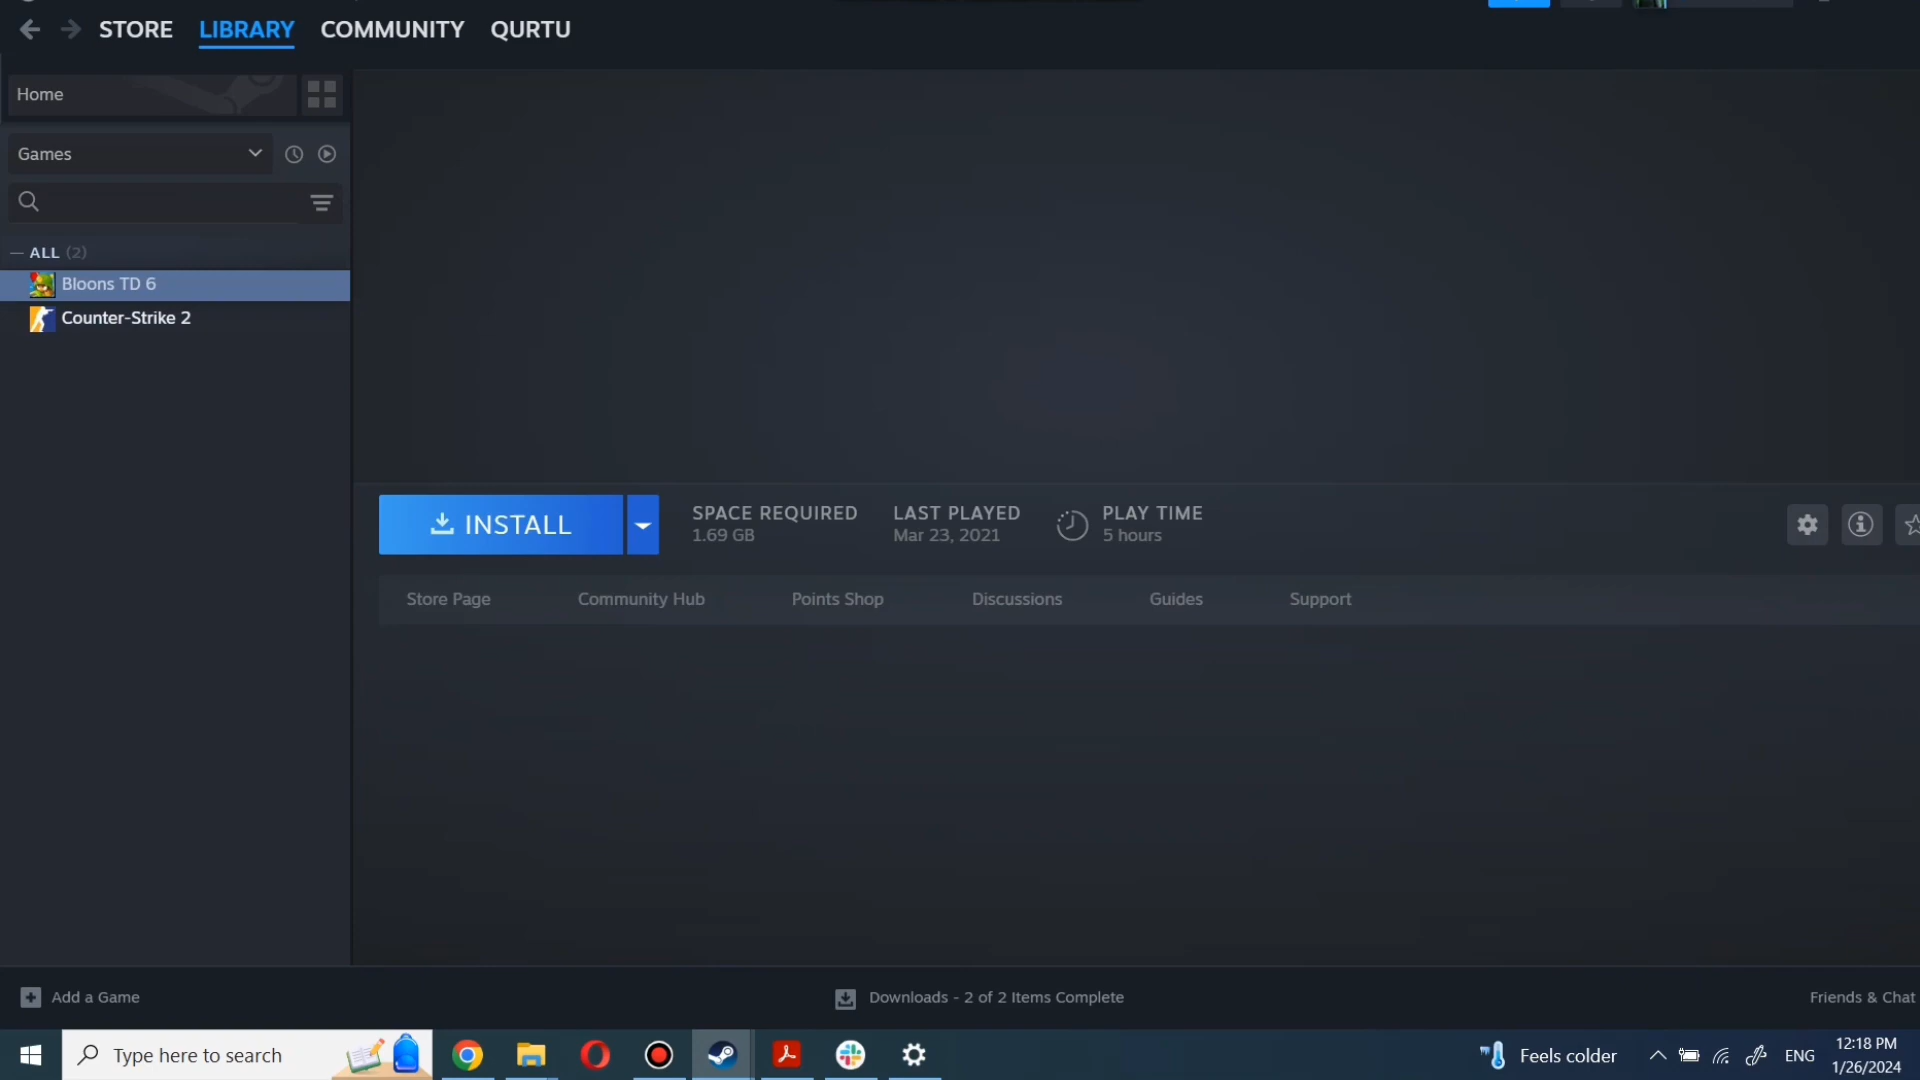 STORE LIBRARY COMMUNITY QURTU
Home
Games
— ALL (2)
Bloons TD 6
Counter-Strike 2
INSTALL
SPACE REQUIRED
1.69 GB
LAST PLAYED
Mar 23, 2021
PLAY TIME
5 hours
Store Page Community Hub Points Shop Discussions Guides Support
Add a Game
Downloads - 2 of 2 Items Complete
Friends & Chat
Type here to search
Feels colder
ENG
12:18 PM
1/26/2024